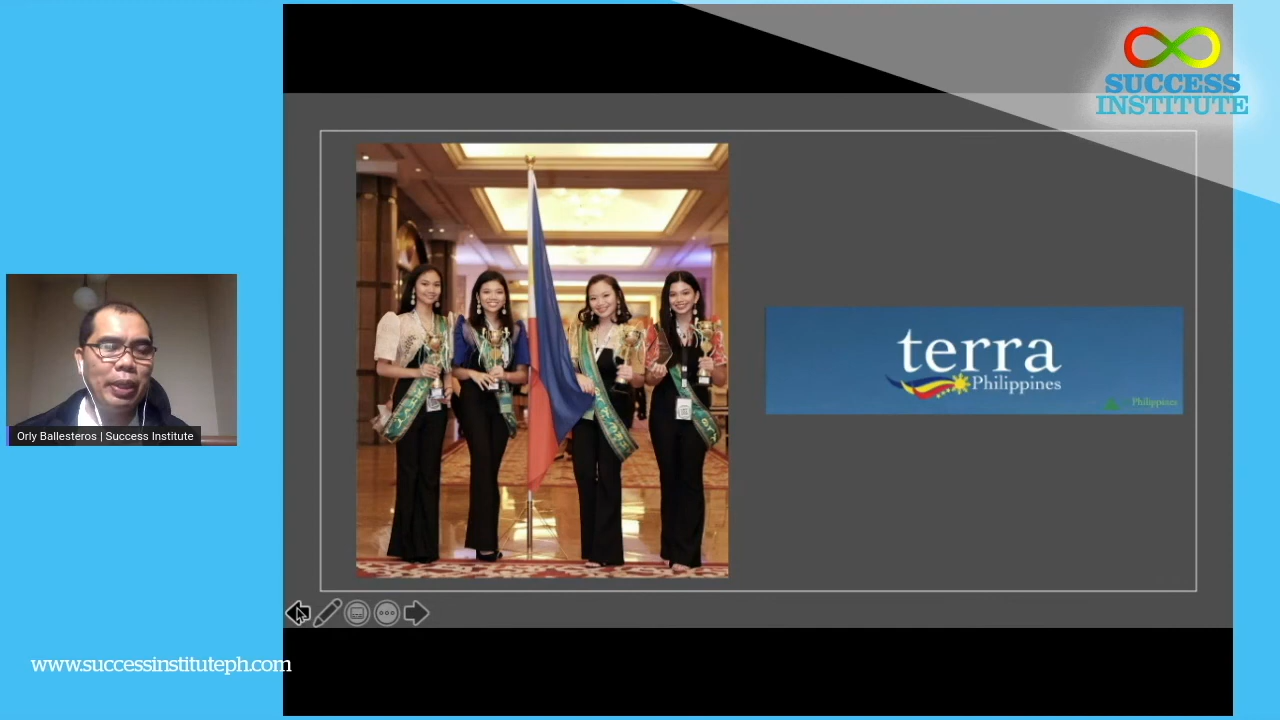 SUCCESS
INSTITUTE
terra
Philippines
Philippines
Orly Ballesteros | Success Institute
www.successinstituteph.com